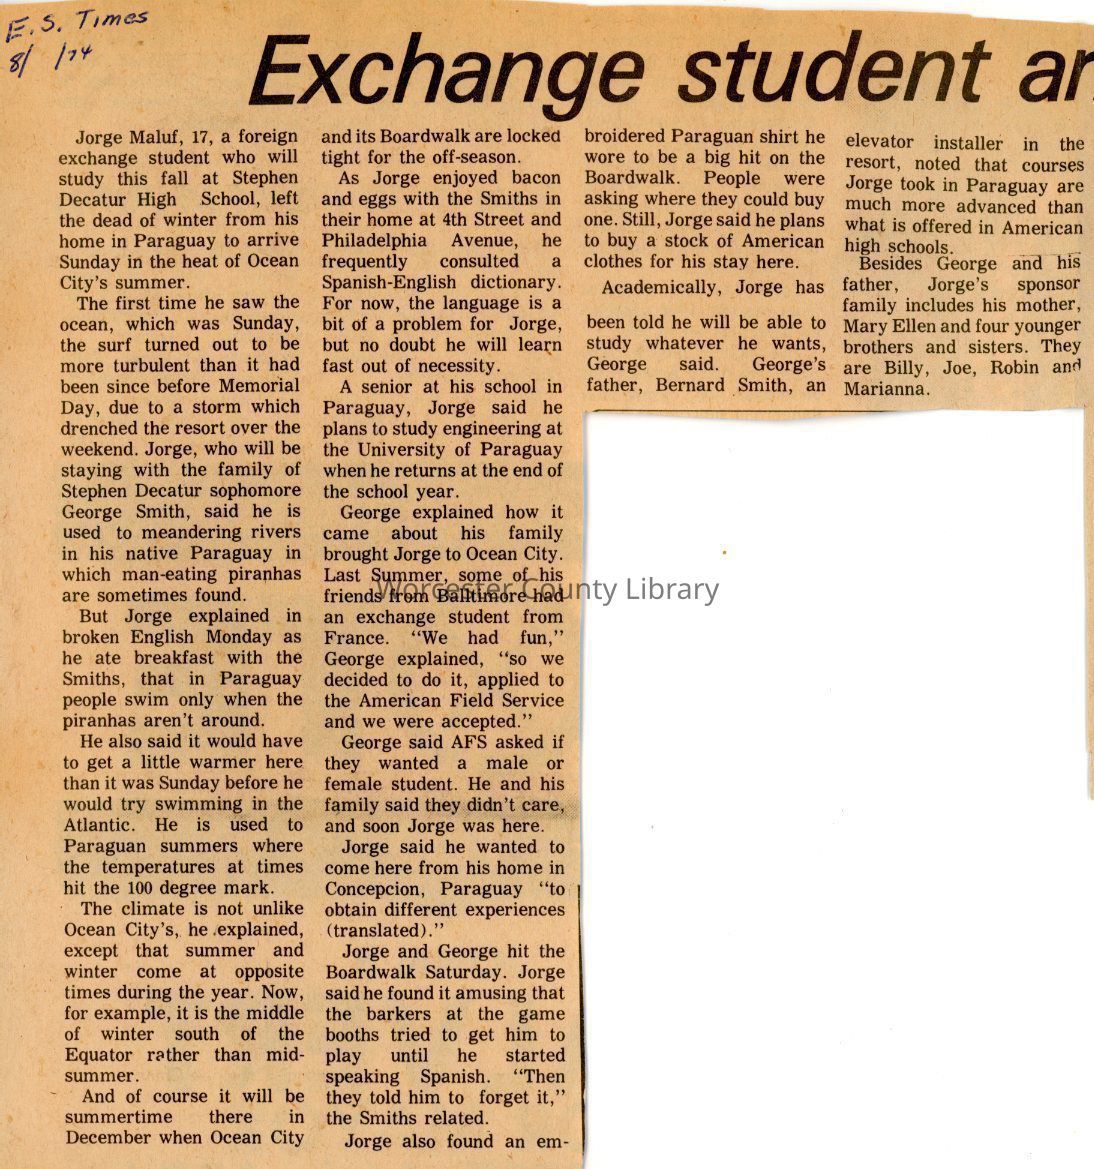 E.S. Times
8/ /74
Exchange student ar
Jorge Maluf, 17, a foreign
exchange student who will
study this fall at Stephen
Decatur High School, left
the dead of winter from his
home in Paraguay to arrive
Sunday in the heat of Ocean
City's summer.
The first time he saw the
ocean, which was Sunday,
the surf turned out to be
more turbulent than it had
been since before Memorial
Day, due to a storm which
drenched the resort over the
weekend. Jorge, who will be
staying with the family of
Stephen Decatur sophomore
George Smith, said he is
used to meandering rivers
in his native Paraguay in
which man-eating piranhas
are sometimes found.
But Jorge explained in
broken English Monday as
he ate breakfast with the
Smiths, that in Paraguay
people swim only when the
piranhas aren't around.
He also said it would have
to get a little warmer here
than it was Sunday before he
would try swimming in the
Atlantic. He is used to
Paraguan summers where
the temperatures at times
hit the 100 degree mark.
The climate is not unlike
Ocean City's, he explained,
except that summer and
winter come at opposite
times during the year. Now,
for example, it is the middle
of winter south of the
Equator rather than mid-
summer.
And of course it will be
summertime there in
December when Ocean City
and its Boardwalk are locked
tight for the off-season.
As Jorge enjoyed bacon
and eggs with the Smiths in
their home at 4th Street and
Philadelphia Avenue, he
frequently consulted a
Spanish-English dictionary.
For now, the language is a
bit of a problem for Jorge,
but no doubt he will learn
fast out of necessity.
A senior at his school in
Paraguay, Jorge said he
plans to study engineering at
the University of Paraguay
when he returns at the end of
the school year.
George explained how it
came about his family
brought Jorge to Ocean City.
Last Summer, some of his
friends from Baltimore had
an exchange student from
France. "We had fun,"
George explained, "so we
decided to do it, applied to
the American Field Service
and we were accepted."
George said AFS asked if
they wanted a male or
female student. He and his
family said they didn't care,
and soon Jorge was here.
Jorge said he wanted to
come here from his home in
Concepcion, Paraguay "to
obtain different experiences
(translated)."
Jorge and George hit the
Boardwalk Saturday. Jorge
said he found it amusing that
the barkers at the game
booths tried to get him to
play until he started
speaking Spanish. "Then
they told him to forget it,"
the Smiths related.
Jorge also found an em-
broidered Paraguan shirt he
wore to be a big hit on the
Boardwalk. People were
asking where they could buy
one. Still, Jorge said he plans
to buy a stock of American
clothes for his stay here.
Academically, Jorge has
been told he will be able to
study whatever he wants,
George said. George's
father, Bernard Smith, an
elevator installer in the
resort, noted that courses
Jorge took in Paraguay are
much more advanced than
what is offered in American
high schools.
Besides George and his
father, Jorge's sponsor
family includes his mother,
Mary Ellen and four younger
brothers and sisters. They
are Billy, Joe, Robin and
Marianna.
Worcester County Library